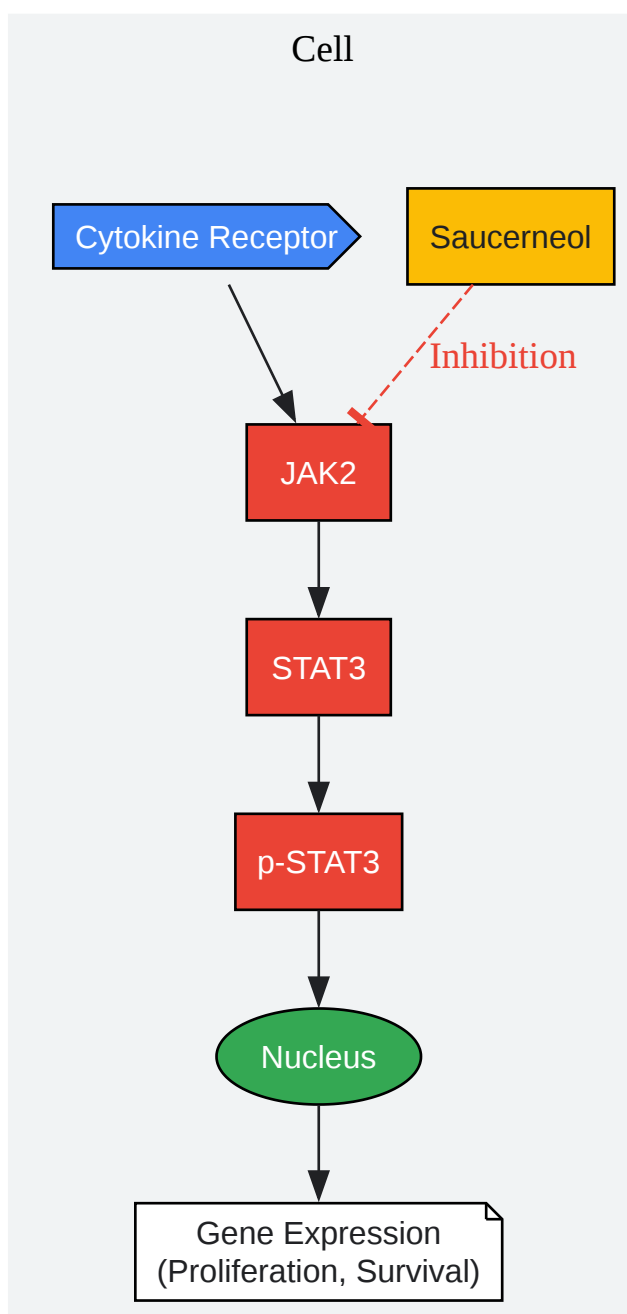 Cell
Cytokine Receptor
Saucerneol
Inhibition
JAK2
STAT3
p-STAT3
Nucleus
Gene Expression
(Proliferation, Survival)